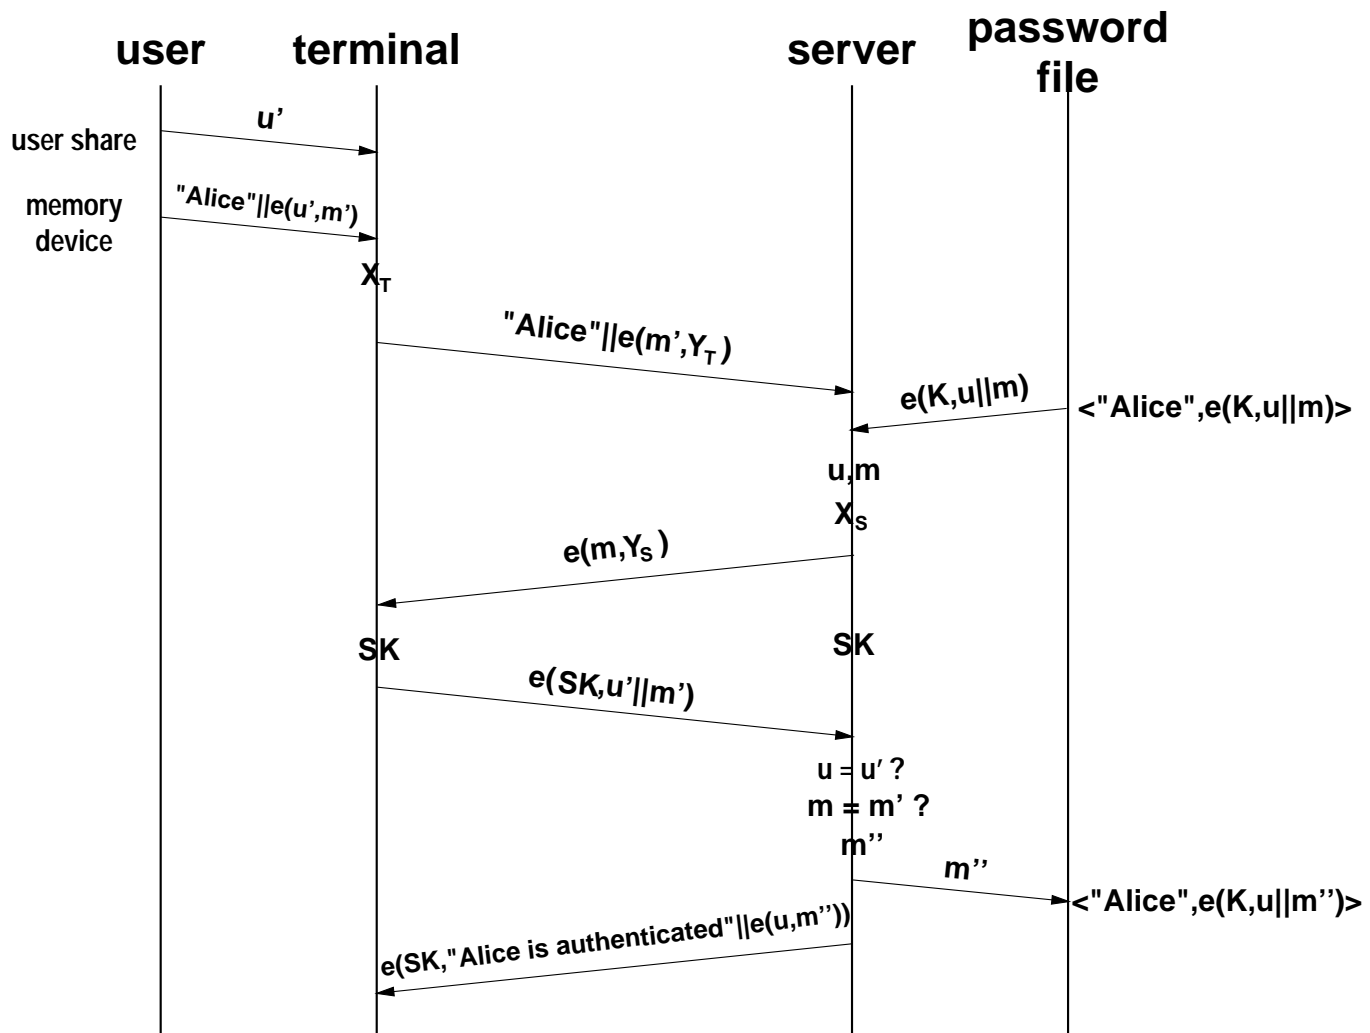 user
terminal
server
password
file
user share
u’
memory
device
"Alice"||e(u’,m’)
X_T
"Alice"||e(m’,Y_T )
e(K,u||m)
<"Alice",e(K,u||m)>
u,m
X_S
e(m,Y_S )
SK
SK
e(SK,u’||m’)
u = u′ ?
m = m’ ?
m’’
m’’
<"Alice",e(K,u||m’’)>
e(SK,"Alice is authenticated"||e(u,m’’))